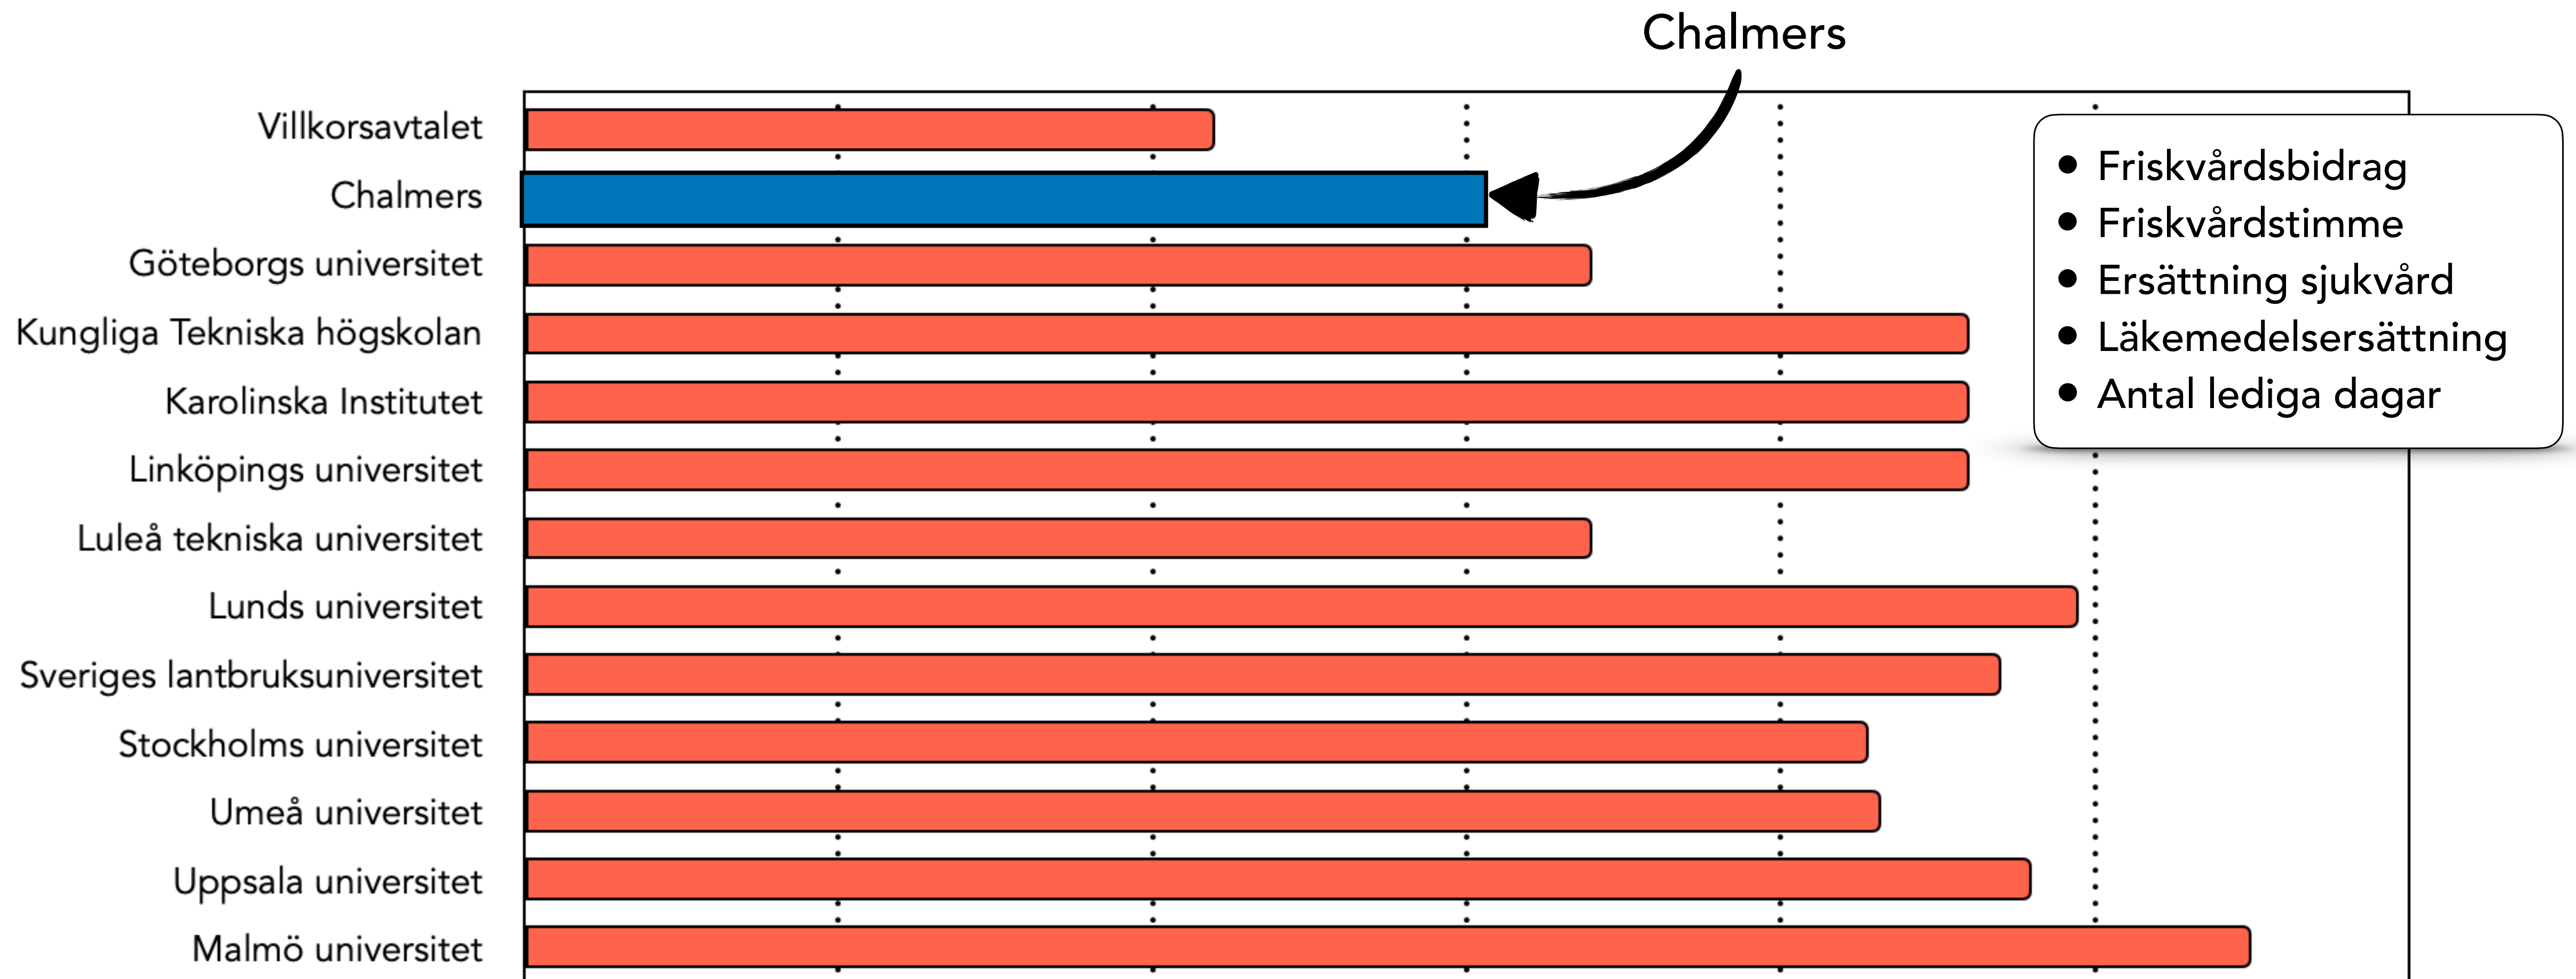 Chalmers
Villkorsavtalet
Chalmers
Göteborgs universitet
Kungliga Tekniska högskolan
Karolinska Institutet
Linköpings universitet
Luleå tekniska universitet
Lunds universitet
Sveriges lantbruksuniversitet
Stockholms universitet
Umeå universitet
Uppsala universitet
Malmö universitet
• Friskvårdsbidrag
• Friskvårdstimme
• Ersättning sjukvård
• Läkemedelsersättning
• Antal lediga dagar